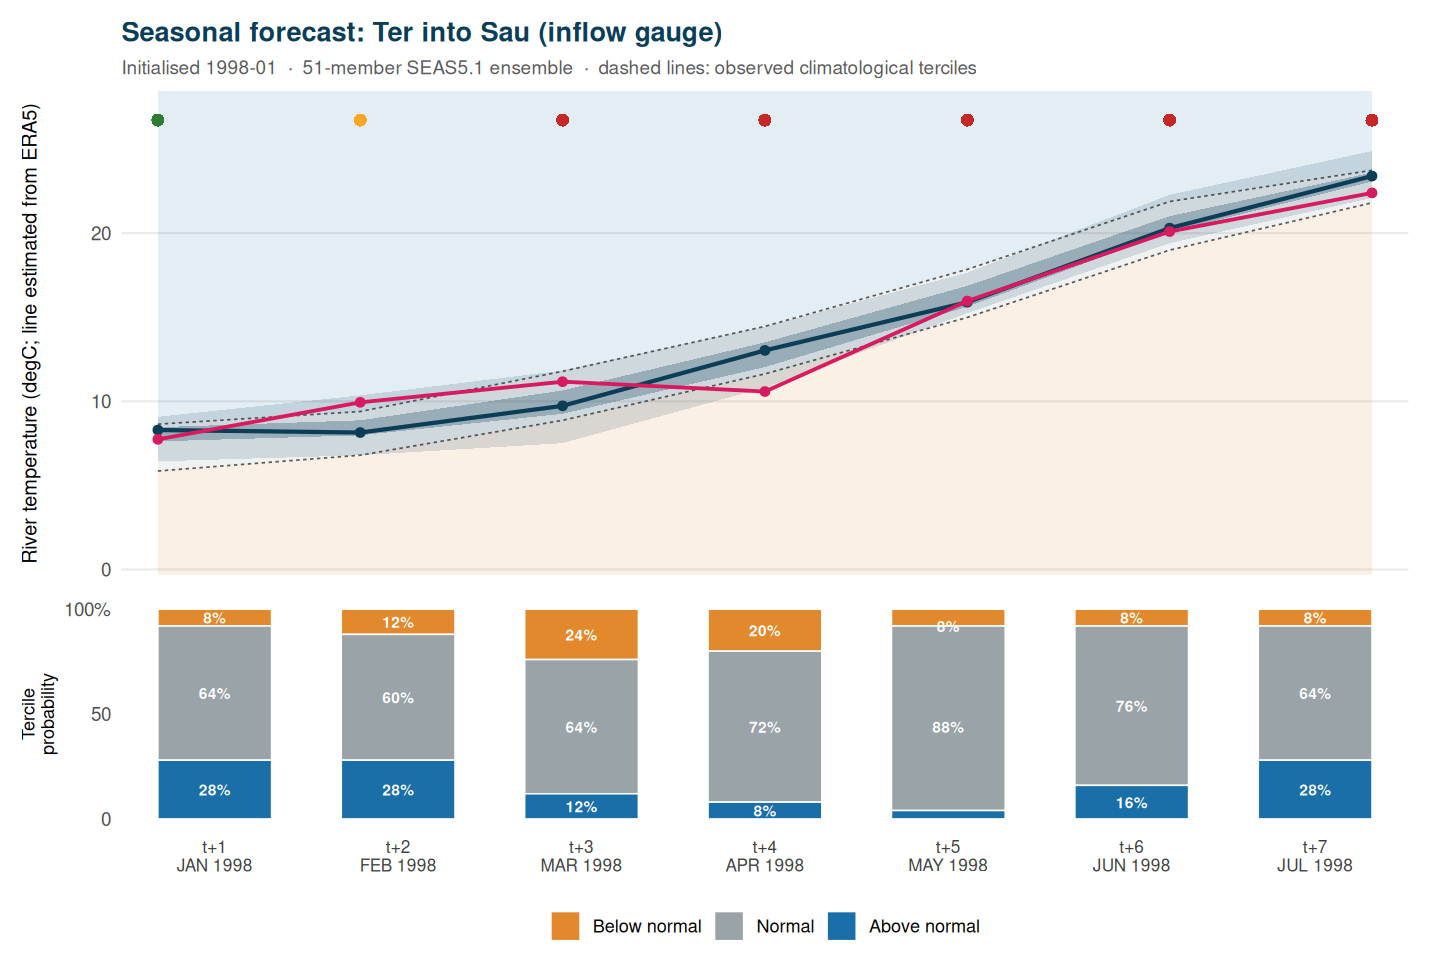 Seasonal forecast: Ter into Sau (inflow gauge)
Initialised 1998-01 · 51-member SEAS5.1 ensemble · dashed lines: observed climatological terciles
River temperature (degC; line estimated from ERA5)
20
10
0
Tercile
probability
100%
50
0
8% 12% 24% 20% 8% 8% 8%
64% 60% 64% 72% 88% 76% 64%
28% 28% 12% 8% 16% 28%
t+1 t+2 t+3 t+4 t+5 t+6 t+7
JAN 1998 FEB 1998 MAR 1998 APR 1998 MAY 1998 JUN 1998 JUL 1998
Below normal Normal Above normal